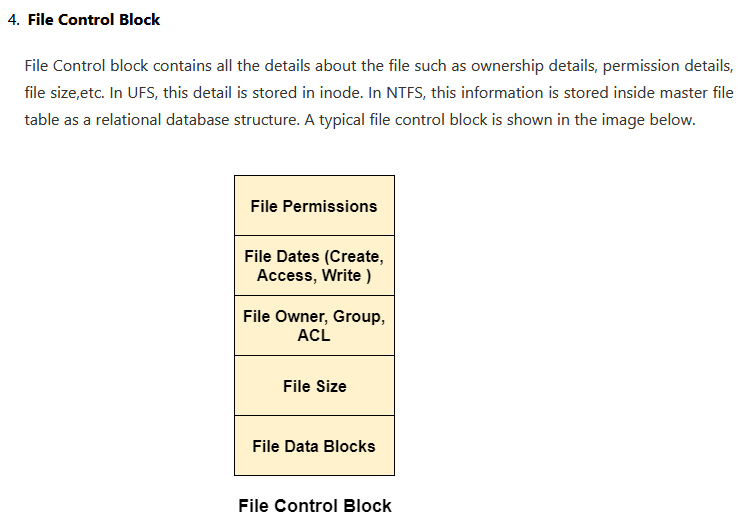 4. File Control Block
File Control block contains all the details about the file such as ownership details, permission details,
file size,etc. In UFS, this detail is stored in inode. In NTFS, this information is stored inside master file
table as a relational database structure. A typical file control block is shown in the image below.
File Permissions
File Dates (Create,
Access, Write )
File Owner, Group,
ACL
File Size
File Data Blocks
File Control Block